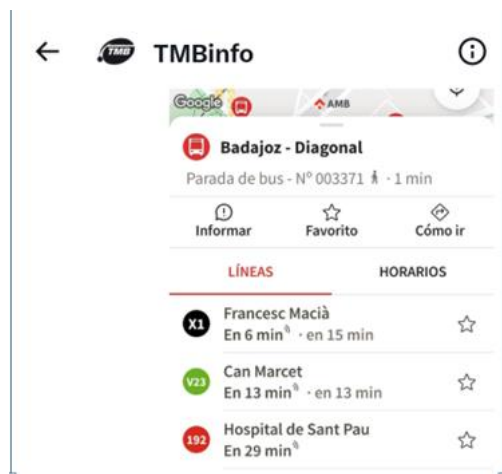 TMB TMBinfo
Google AMB
Badajoz - Diagonal
Parada de bus - Nº 003371 · 1 min
Informar Favorito Cómo ir
LÍNEAS HORARIOS
X1 Francesc Macià
En 6 min · en 15 min
V23 Can Marcet
En 13 min · en 13 min
192 Hospital de Sant Pau
En 29 min